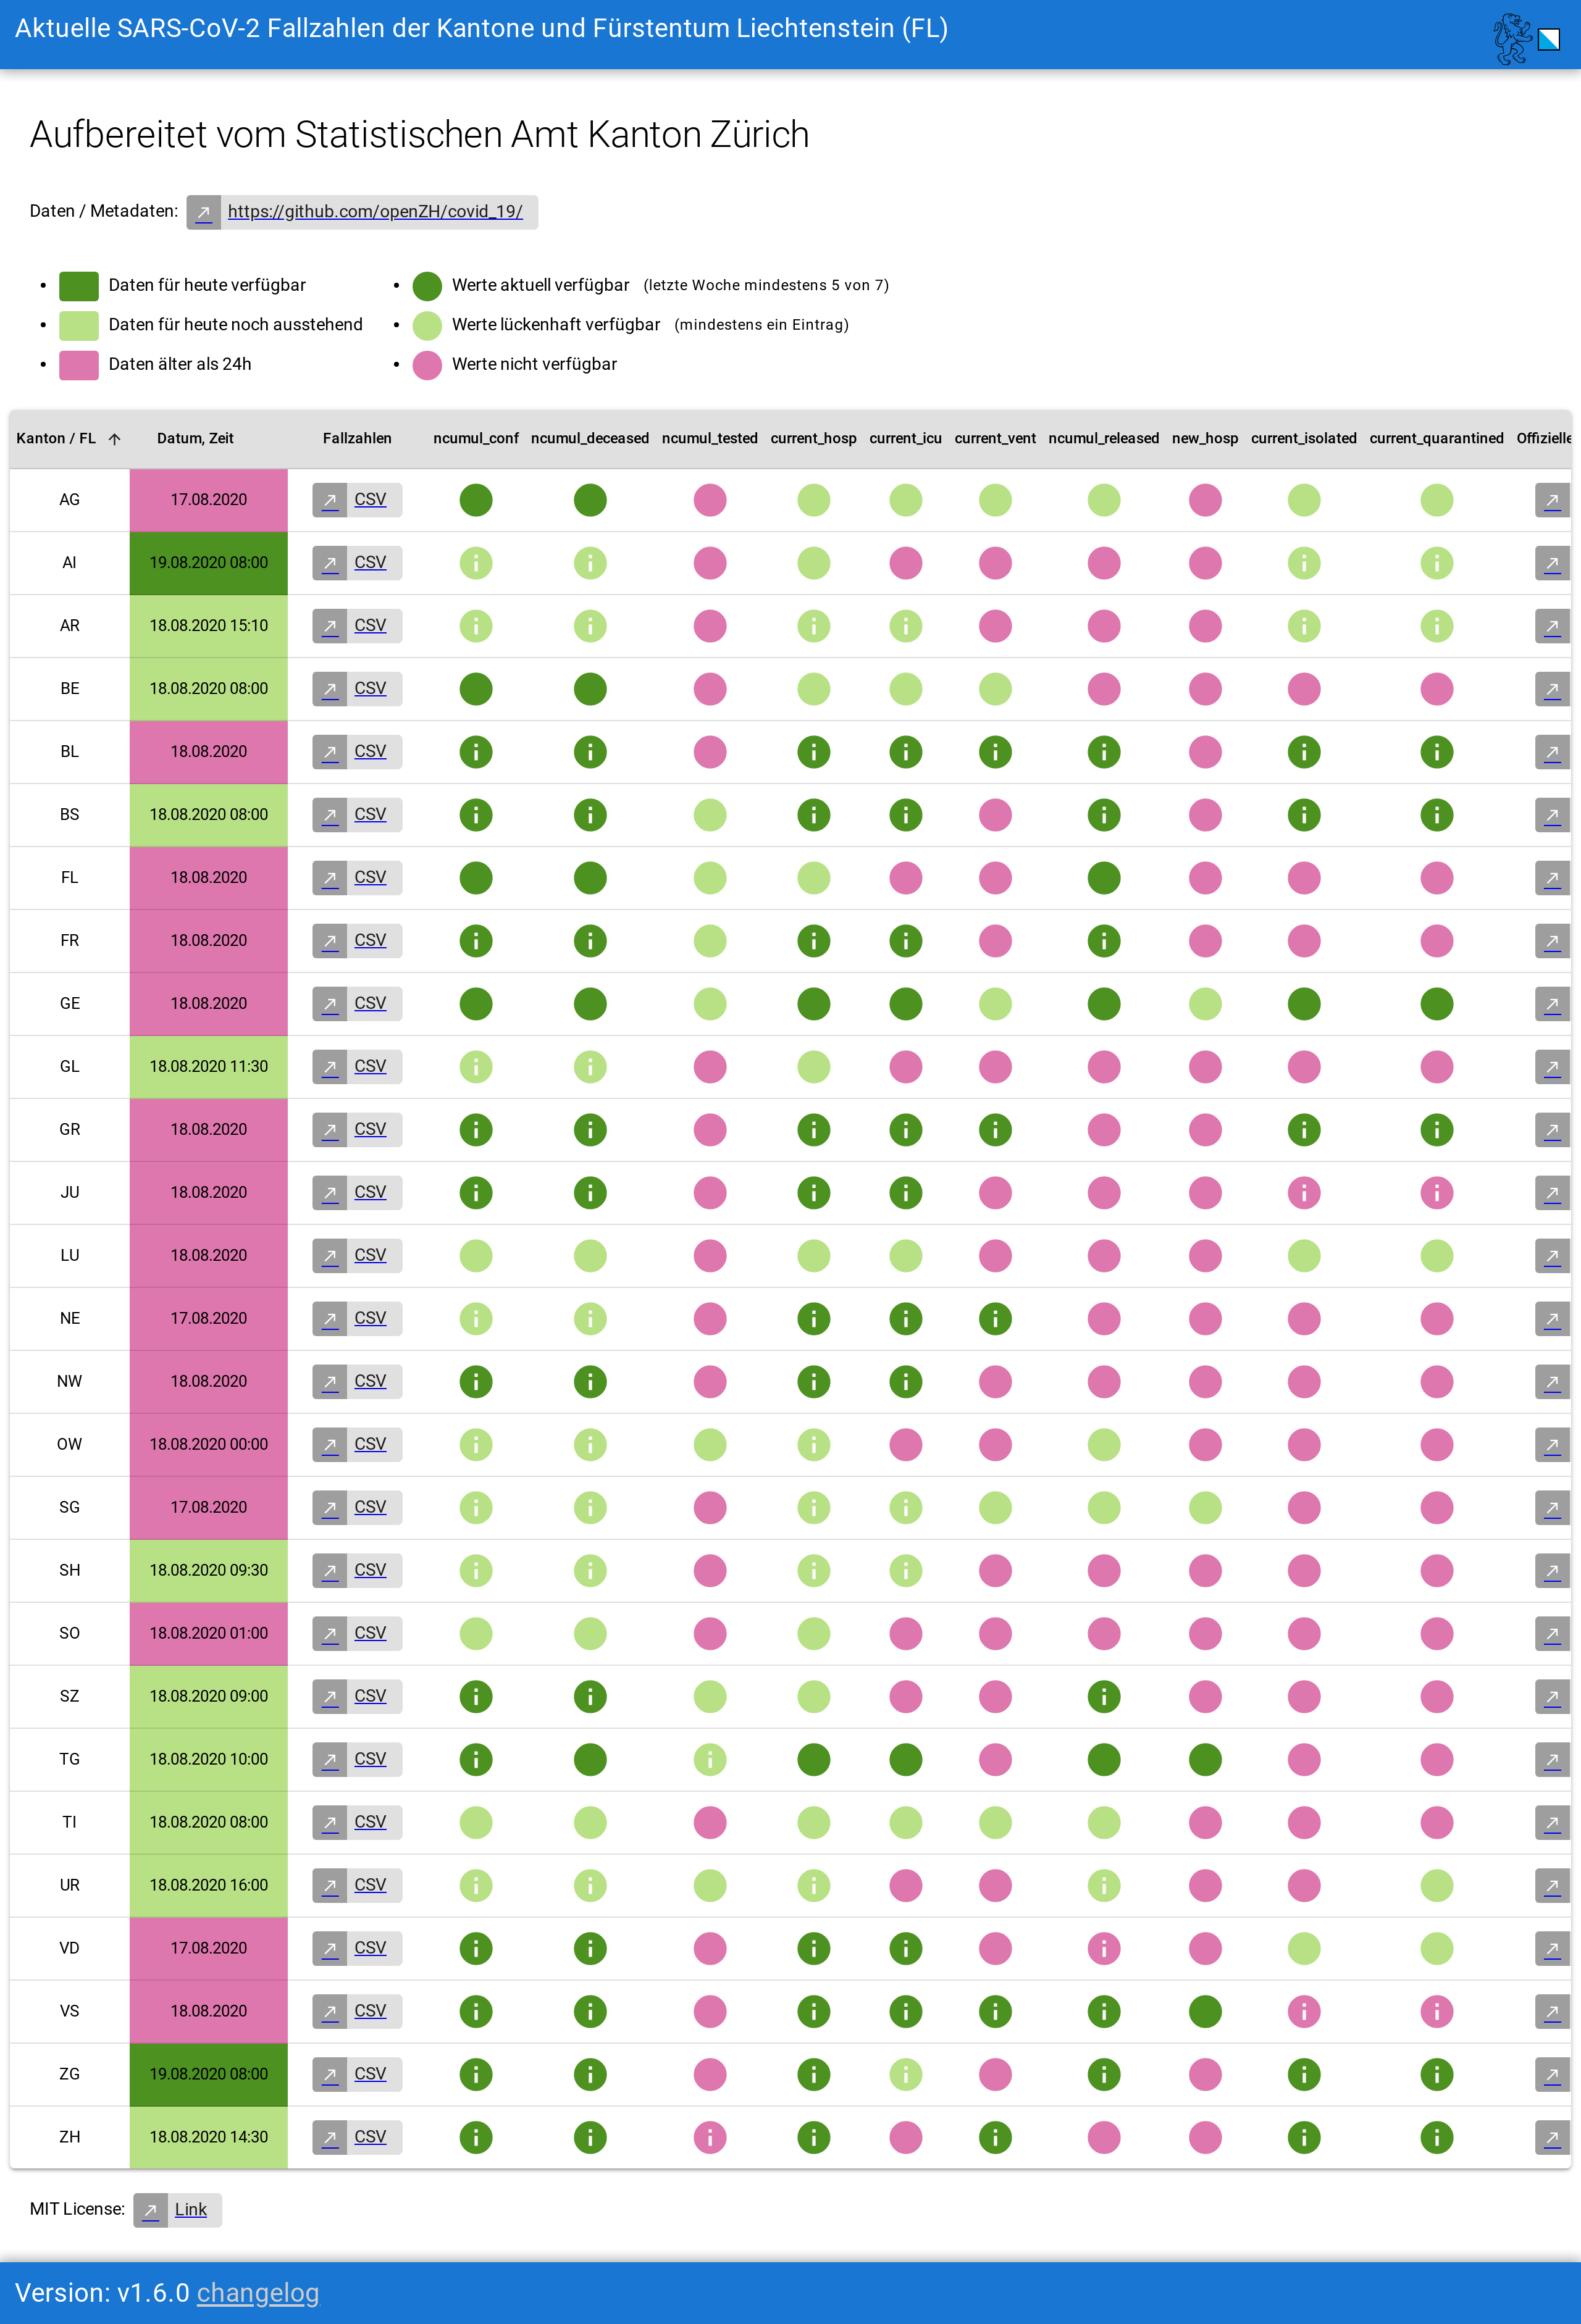 Aktuelle SARS-CoV-2 Fallzahlen der Kantone und Fürstentum Liechtenstein (FL)
Aufbereitet vom Statistischen Amt Kanton Zürich
Daten / Metadaten: https://github.com/openZH/covid_19/
Daten für heute verfügbar
Daten für heute noch ausstehend
Daten älter als 24h
Werte aktuell verfügbar (letzte Woche mindestens 5 von 7)
Werte lückenhaft verfügbar (mindestens ein Eintrag)
Werte nicht verfügbar
Kanton / FL Datum, Zeit Fallzahlen ncumul_conf ncumul_deceased ncumul_tested current_hosp current_icu current_vent ncumul_released new_hosp current_isolated current_quarantined Offizielle
AG 17.08.2020 CSV
AI 19.08.2020 08:00 CSV
AR 18.08.2020 15:10 CSV
BE 18.08.2020 08:00 CSV
BL 18.08.2020 CSV
BS 18.08.2020 08:00 CSV
FL 18.08.2020 CSV
FR 18.08.2020 CSV
GE 18.08.2020 CSV
GL 18.08.2020 11:30 CSV
GR 18.08.2020 CSV
JU 18.08.2020 CSV
LU 18.08.2020 CSV
NE 17.08.2020 CSV
NW 18.08.2020 CSV
OW 18.08.2020 00:00 CSV
SG 17.08.2020 CSV
SH 18.08.2020 09:30 CSV
SO 18.08.2020 01:00 CSV
SZ 18.08.2020 09:00 CSV
TG 18.08.2020 10:00 CSV
TI 18.08.2020 08:00 CSV
UR 18.08.2020 16:00 CSV
VD 17.08.2020 CSV
VS 18.08.2020 CSV
ZG 19.08.2020 08:00 CSV
ZH 18.08.2020 14:30 CSV
MIT License: Link
Version: v1.6.0 changelog